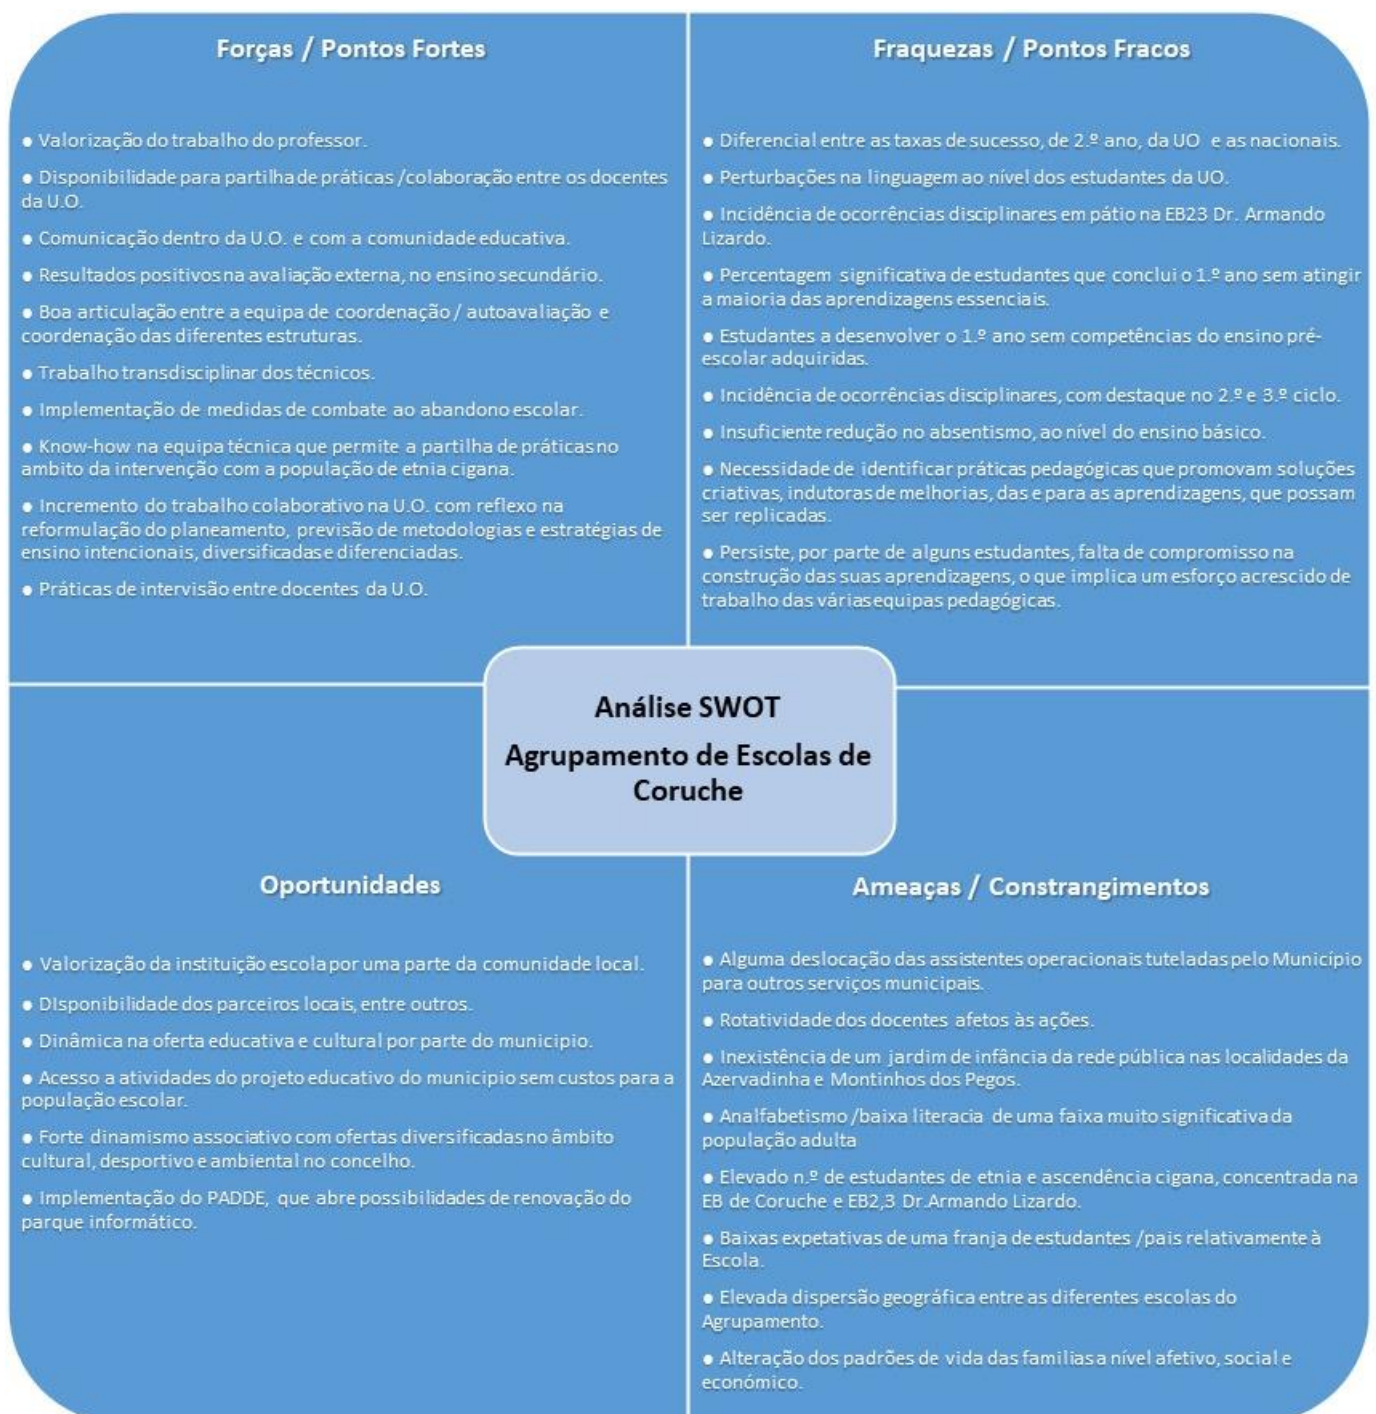 Forças / Pontos Fortes
● Valorização do trabalho do professor.
● Disponibilidade para partilha de práticas /colaboração entre os docentes
da U.O.
● Comunicação dentro da U.O. e com a comunidade educativa.
● Resultados positivos na avaliação externa, no ensino secundário.
● Boa articulação entre a equipa de coordenação / autoavaliação e
coordenação das diferentes estruturas.
● Trabalho transdisciplinar dos técnicos.
● Implementação de medidas de combate ao abandono escolar.
● Know-how na equipa técnica que permite a partilha de práticas no
ambito da intervenção com a população de etnia cigana.
● Incremento do trabalho colaborativo na U.O. com reflexo na
reformulação do planeamento, previsão de metodologias e estratégias de
ensino intencionais, diversificadas e diferenciadas.
● Práticas de intervisão entre docentes da U.O.
Fraquezas / Pontos Fracos
● Diferencial entre as taxas de sucesso, de 2.º ano, da UO e as nacionais.
● Perturbações na linguagem ao nível dos estudantes da UO.
● Incidência de ocorrências disciplinares em pátio na EB23 Dr. Armando
Lizardo.
● Percentagem significativa de estudantes que conclui o 1.º ano sem atingir
a maioria das aprendizagens essenciais.
● Estudantes a desenvolver o 1.º ano sem competências do ensino pré-
escolar adquiridas.
● Incidência de ocorrências disciplinares, com destaque no 2.º e 3.º ciclo.
● Insuficiente redução no absentismo, ao nível do ensino básico.
● Necessidade de identificar práticas pedagógicas que promovam soluções
criativas, indutoras de melhorias, das e para as aprendizagens, que possam
ser replicadas.
● Persiste, por parte de alguns estudantes, falta de compromisso na
construção das suas aprendizagens, o que implica um esforço acrescido de
trabalho das várias equipas pedagógicas.
Análise SWOT
Agrupamento de Escolas de
Coruche
Oportunidades
● Valorização da instituição escola por uma parte da comunidade local.
● DIsponibilidade dos parceiros locais, entre outros.
● Dinâmica na oferta educativa e cultural por parte do municipio.
● Acesso a atividades do projeto educativo do municipio sem custos para a
população escolar.
● Forte dinamismo associativo com ofertas diversificadas no âmbito
cultural, desportivo e ambiental no concelho.
● Implementação do PADDE, que abre possibilidades de renovação do
parque informático.
Ameaças / Constrangimentos
● Alguma deslocação das assistentes operacionais tuteladas pelo Município
para outros serviços municipais.
● Rotatividade dos docentes afetos às ações.
● Inexistência de um jardim de infância da rede pública nas localidades da
Azervadinha e Montinhos dos Pegos.
● Analfabetismo /baixa literacia de uma faixa muito significativa da
população adulta
● Elevado n.º de estudantes de etnia e ascendência cigana, concentrada na
EB de Coruche e EB2,3 Dr.Armando Lizardo.
● Baixas expetativas de uma franja de estudantes /pais relativamente à
Escola.
● Elevada dispersão geográfica entre as diferentes escolas do
Agrupamento.
● Alteração dos padrões de vida das familias a nível afetivo, social e
económico.